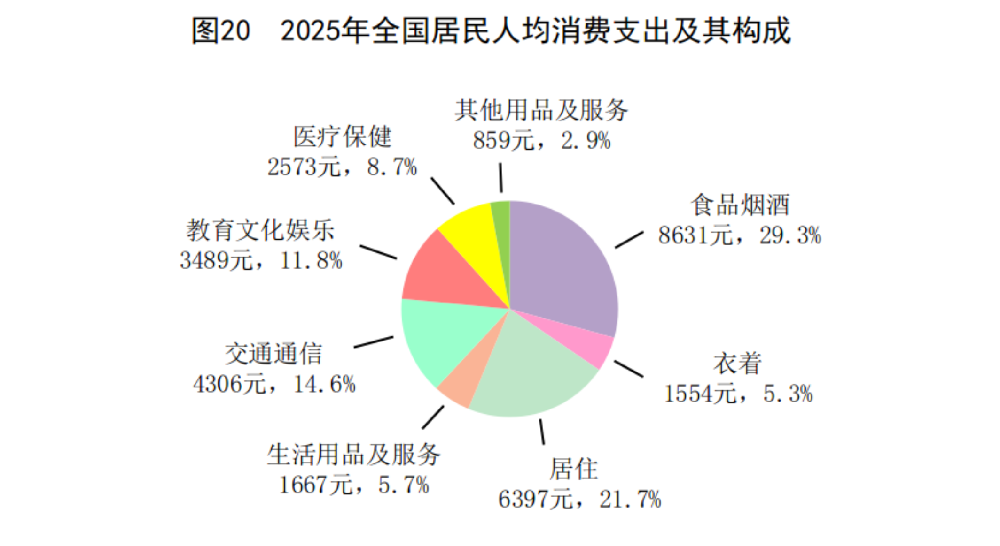 图20　2025年全国居民人均消费支出及其构成
其他用品及服务
859元，2.9%
医疗保健
2573元，8.7%
食品烟酒
8631元，29.3%
教育文化娱乐
3489元，11.8%
交通通信
4306元，14.6%
衣着
1554元，5.3%
生活用品及服务
1667元，5.7%
居住
6397元，21.7%